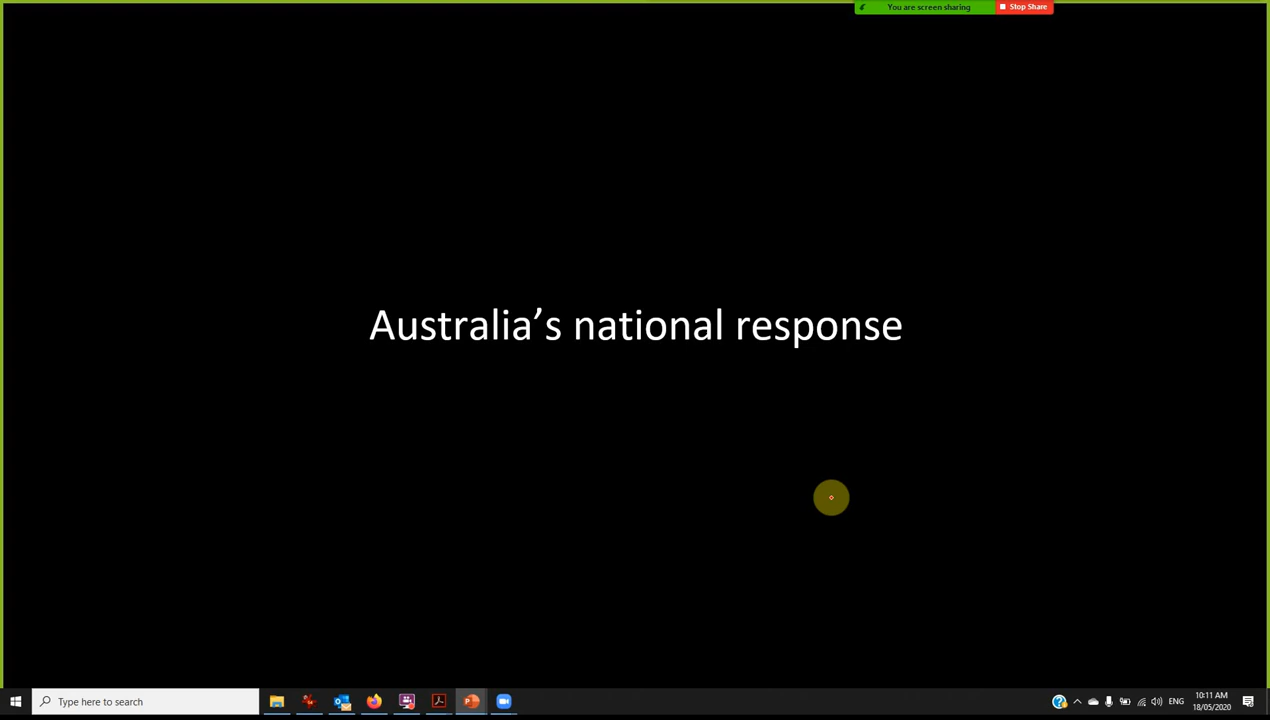 You are screen sharing
Stop Share
Australia’s national response
Type here to search
ENG
10:11 AM
18/05/2020